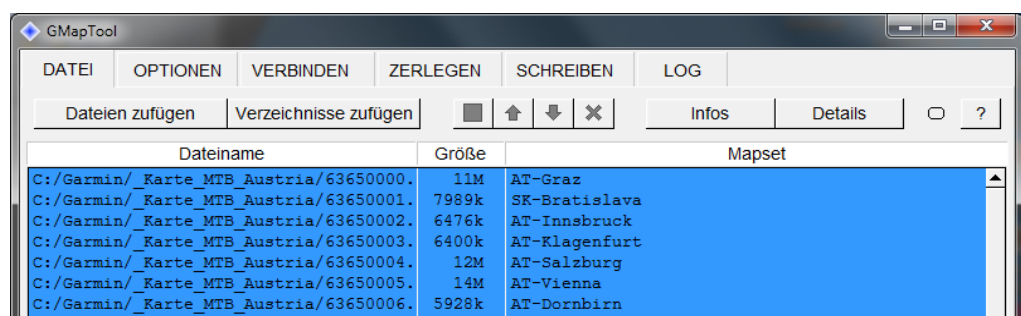 GMapTool
DATEI OPTIONEN VERBINDEN ZERLEGEN SCHREIBEN LOG
Dateien zufügen Verzeichnisse zufügen Infos Details ?
Dateiname Größe Mapset
C:/Garmin/_Karte_MTB_Austria/63650000. 11M AT-Graz
C:/Garmin/_Karte_MTB_Austria/63650001. 7989k SK-Bratislava
C:/Garmin/_Karte_MTB_Austria/63650002. 6476k AT-Innsbruck
C:/Garmin/_Karte_MTB_Austria/63650003. 6400k AT-Klagenfurt
C:/Garmin/_Karte_MTB_Austria/63650004. 12M AT-Salzburg
C:/Garmin/_Karte_MTB_Austria/63650005. 14M AT-Vienna
C:/Garmin/_Karte_MTB_Austria/63650006. 5928k AT-Dornbirn